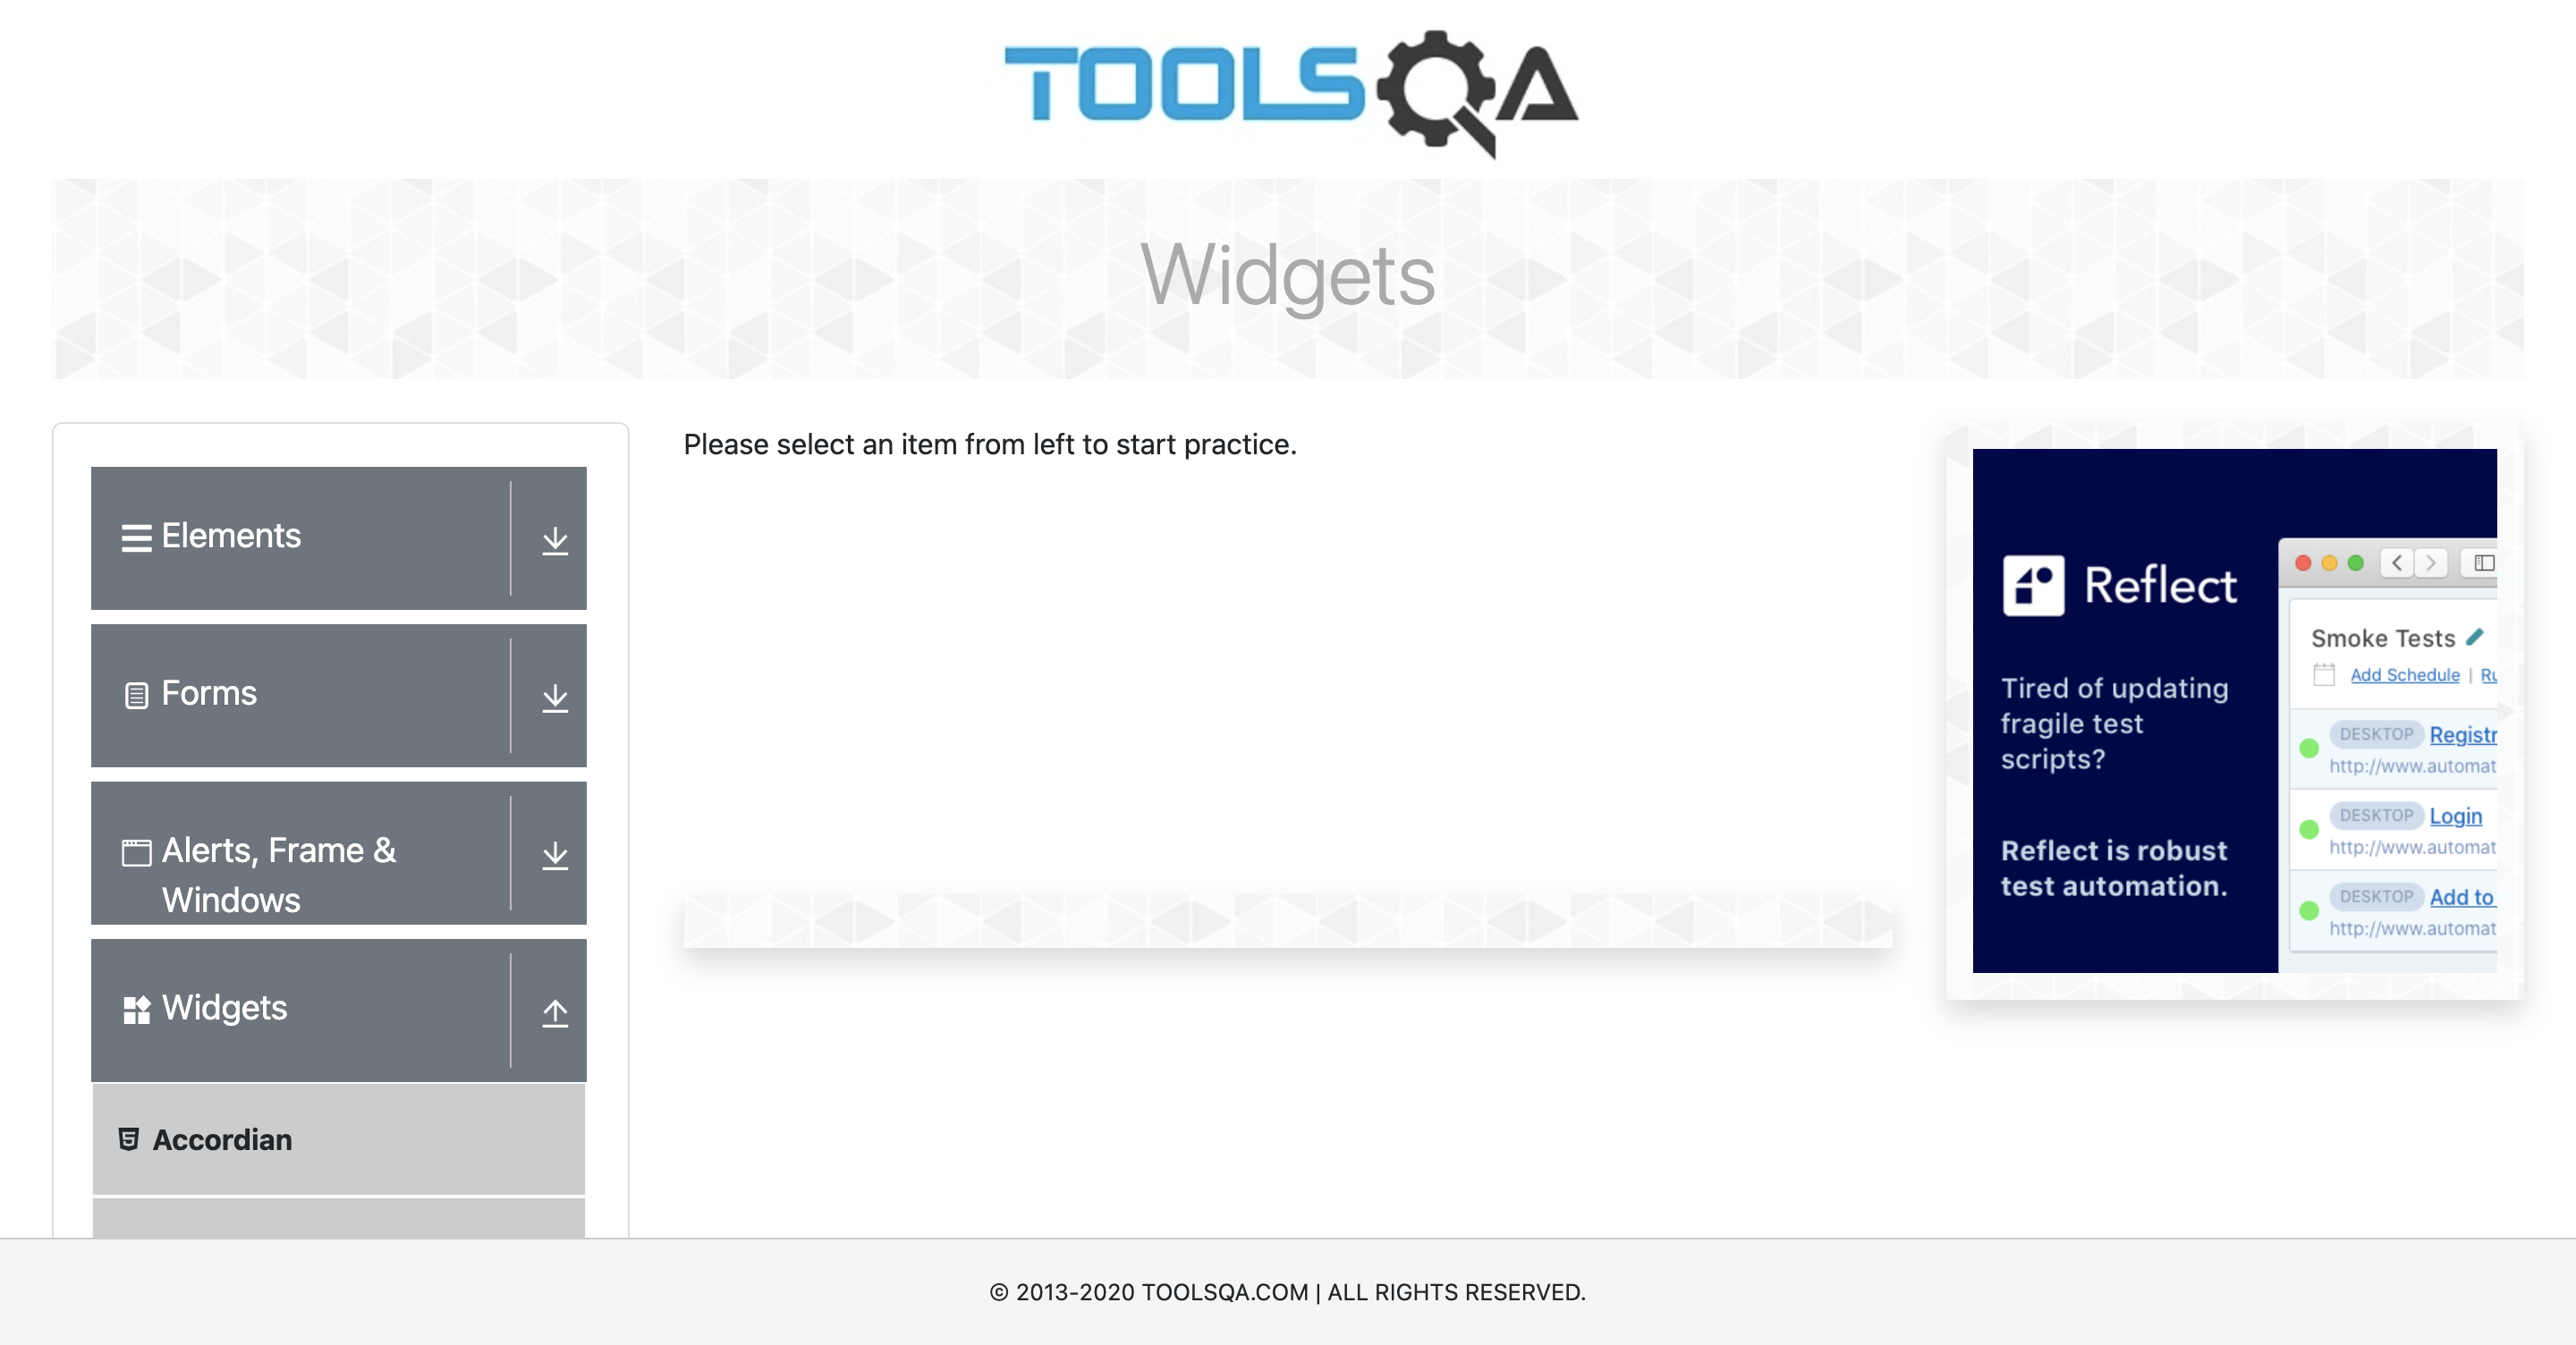 TOOLSQA
Widgets
Elements
Forms
Alerts, Frame &
Windows
Widgets
Accordian
Please select an item from left to start practice.
Reflect
Tired of updating
fragile test
scripts?
Reflect is robust
test automation.
Smoke Tests
Add Schedule |
DESKTOP
http://www.automat
DESKTOP Login
http://www.automat
DESKTOP Add to
http://www.automat
© 2013-2020 TOOLSQA.COM | ALL RIGHTS RESERVED.